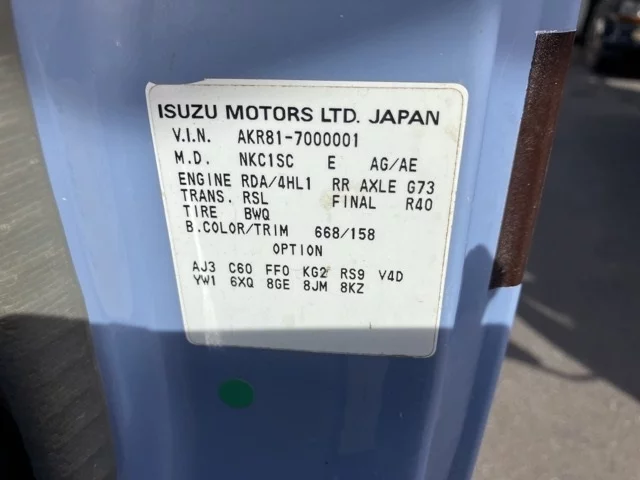 ISUZU MOTORS LTD. JAPAN
V.I.N. AKR81-7000001
M.D. NKC1SC E AG/AE
ENGINE RDA/4HL1 RR AXLE G73
TRANS. RSL FINAL R40
TIRE BWQ
B.COLOR/TRIM 668/158
OPTION
AJ3 C60 FF0 KG2 RS9 V4D
YW1 6XQ 8GE 8JM 8KZ